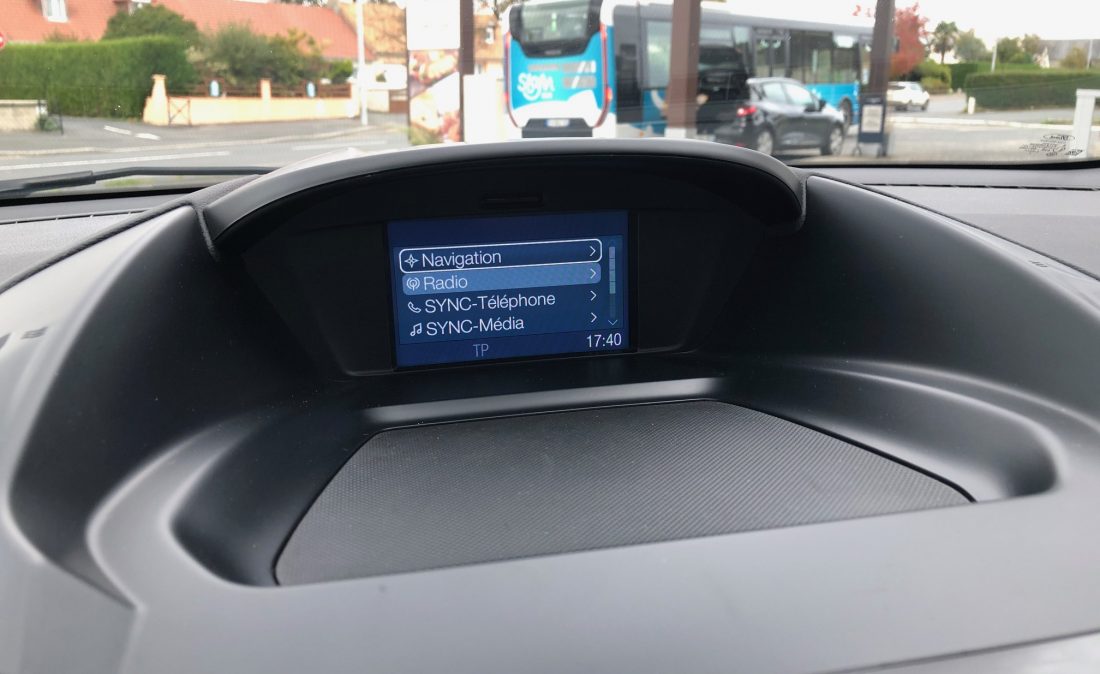 Navigation
Radio
SYNC-Téléphone
SYNC-Média
TP
17:40